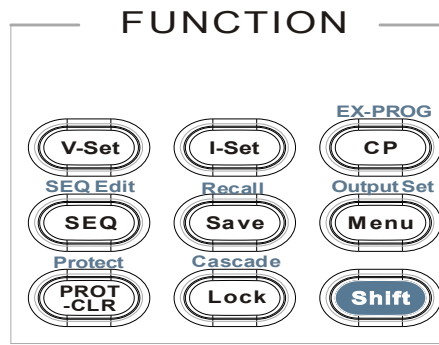 FUNCTION
EX-PROG
V-Set I-Set CP
SEQ Edit Recall Output Set
SEQ Save Menu
Protect Cascade
PROT
-CLR Lock Shift